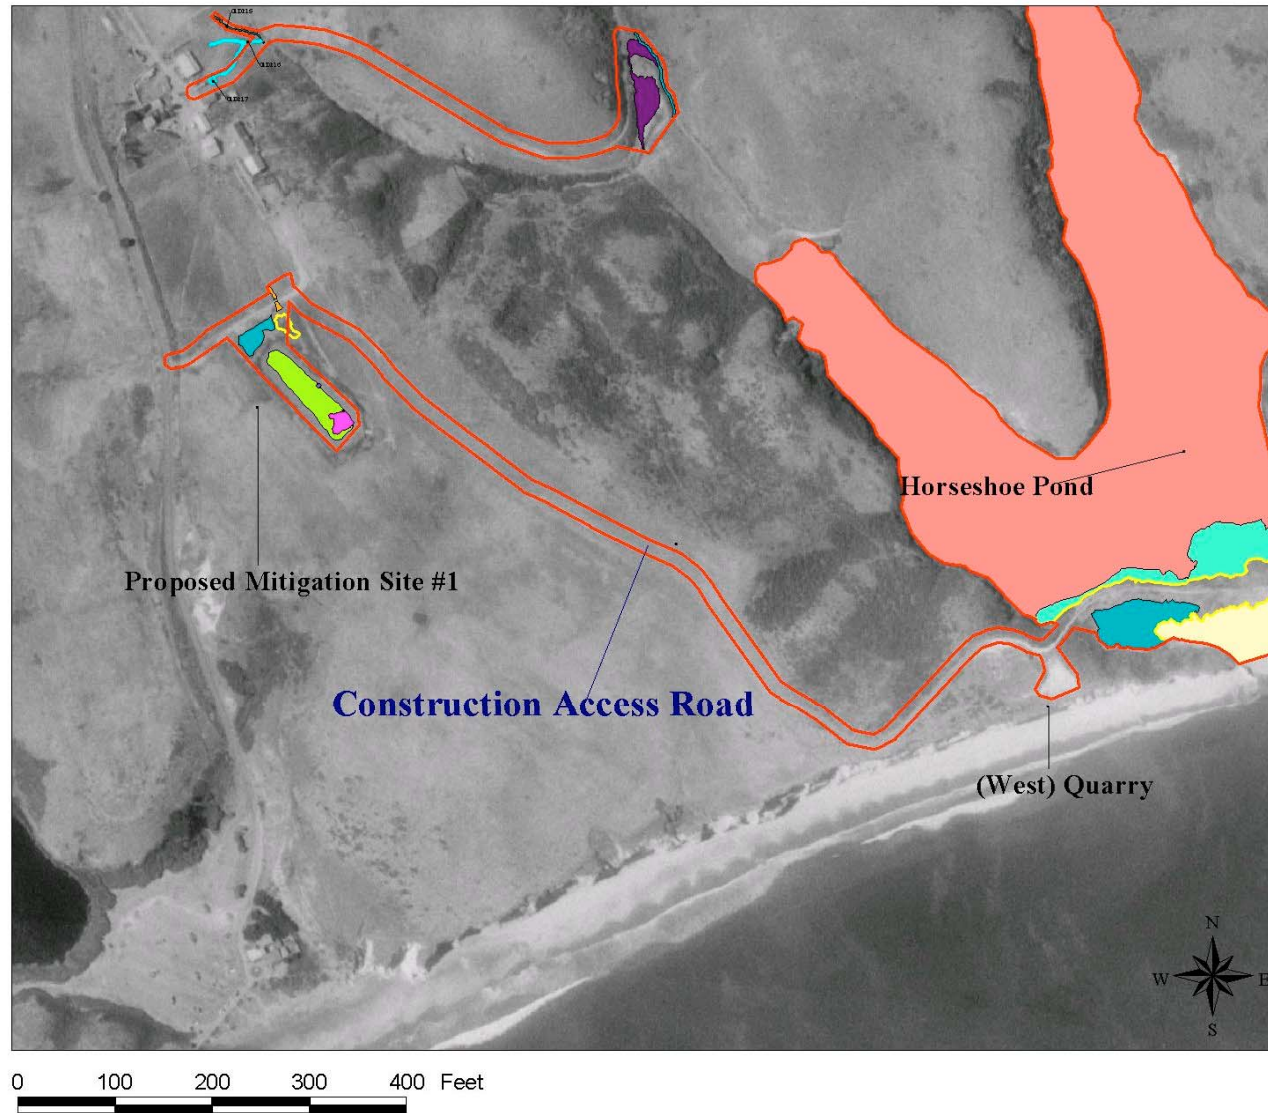 Horseshoe Pond
Proposed Mitigation Site #1
Construction Access Road
(West) Quarry
N
W E
S
0 100 200 300 400 Feet